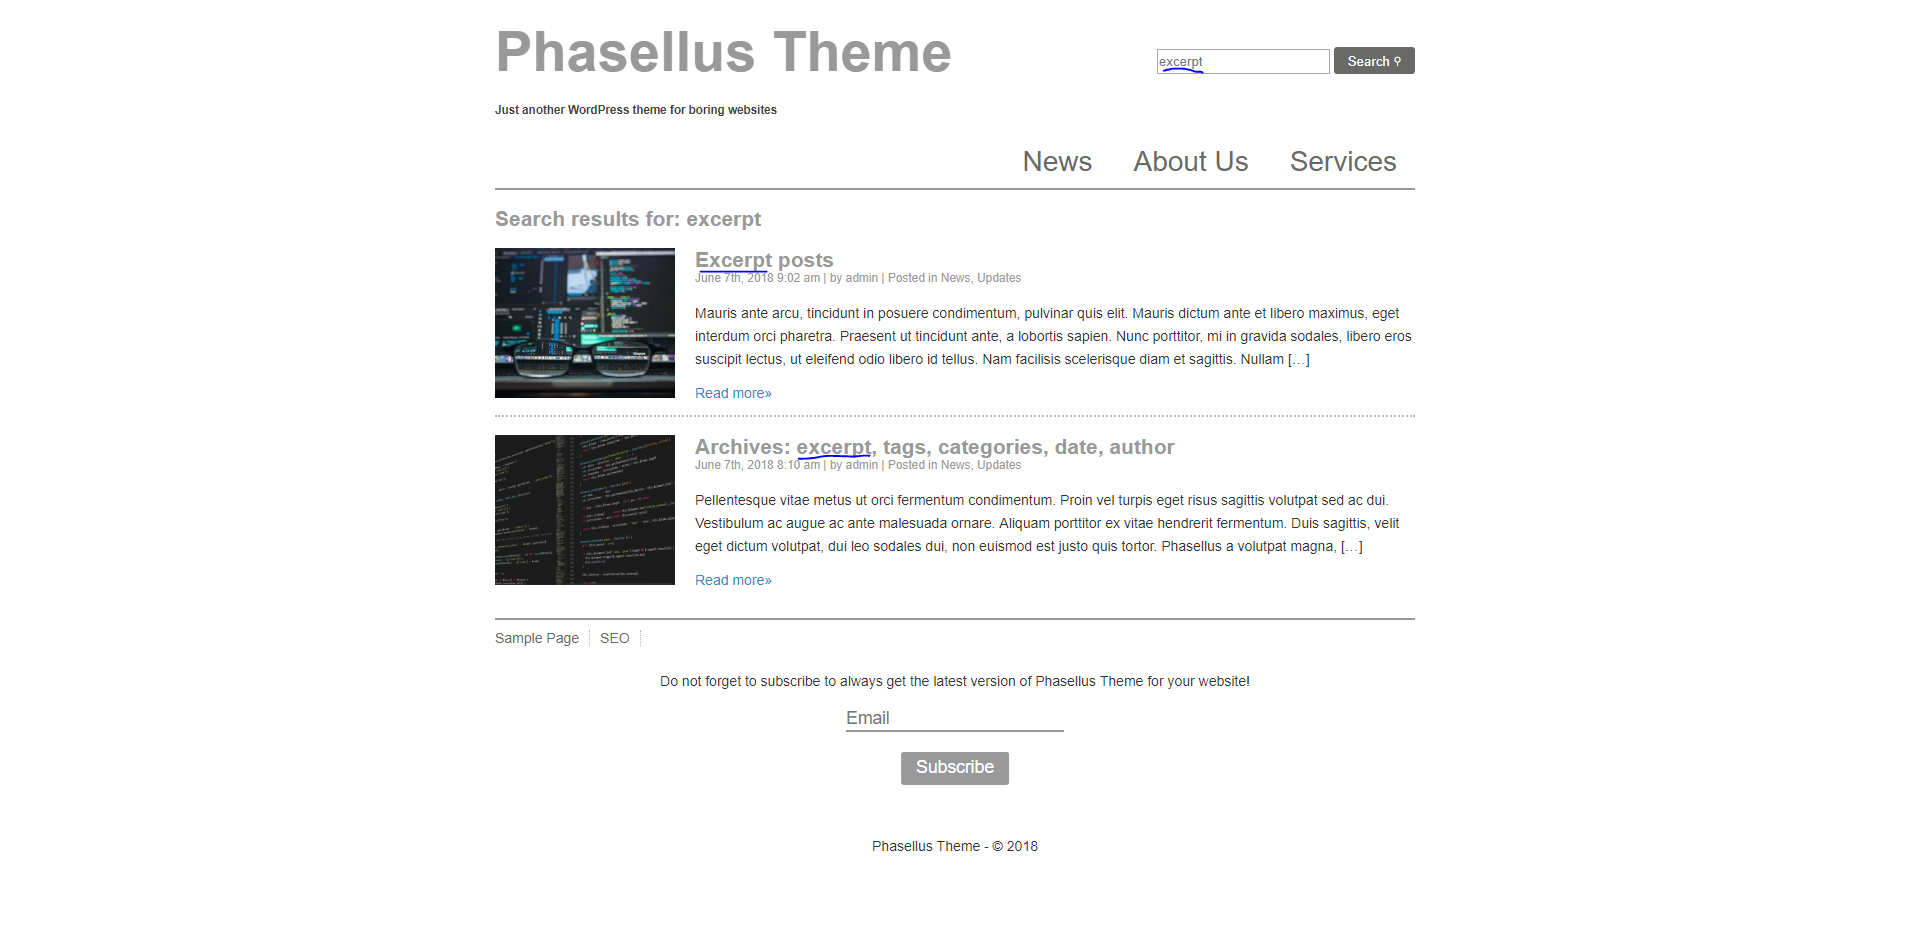 Phasellus Theme
excerpt
Search
Just another WordPress theme for boring websites
News About Us Services
Search results for: excerpt
Excerpt posts
June 7th, 2018 9:02 am | by admin | Posted in News, Updates
Mauris ante arcu, tincidunt in posuere condimentum, pulvinar quis elit. Mauris dictum ante et libero maximus, eget
interdum orci pharetra. Praesent ut tincidunt ante, a lobortis sapien. Nunc porttitor, mi in gravida sodales, libero eros
suscipit lectus, ut eleifend odio libero id tellus. Nam facilisis scelerisque diam et sagittis. Nullam […]
Read more»
Archives: excerpt, tags, categories, date, author
June 7th, 2018 8:10 am | by admin | Posted in News, Updates
Pellentesque vitae metus ut orci fermentum condimentum. Proin vel turpis eget risus sagittis volutpat sed ac dui.
Vestibulum ac augue ac ante malesuada ornare. Aliquam porttitor ex vitae hendrerit fermentum. Duis sagittis, velit
eget dictum volutpat, dui leo sodales dui, non euismod est justo quis tortor. Phasellus a volutpat magna, […]
Read more»
Sample Page SEO
Do not forget to subscribe to always get the latest version of Phasellus Theme for your website!
Email
Subscribe
Phasellus Theme - © 2018